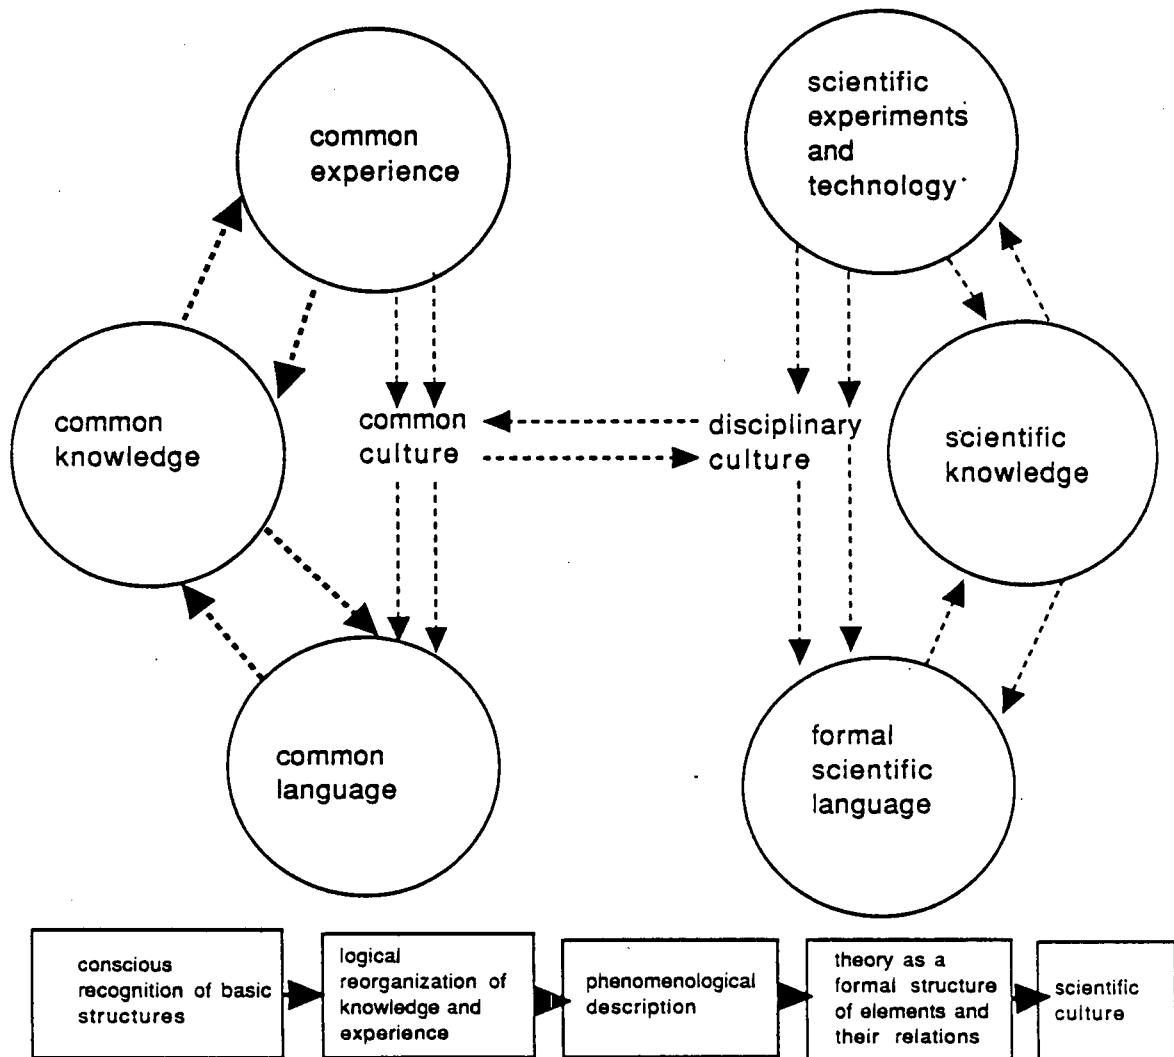 common
experience
scientific
experiments
and
technology
common
knowledge
common
culture
disciplinary
culture
scientific
knowledge
common
language
formal
scientific
language
conscious
recognition of basic
structures
logical
reorganization of
knowledge and
experience
phenomenological
description
theory as a
formal structure
of elements and
their relations
scientific
culture